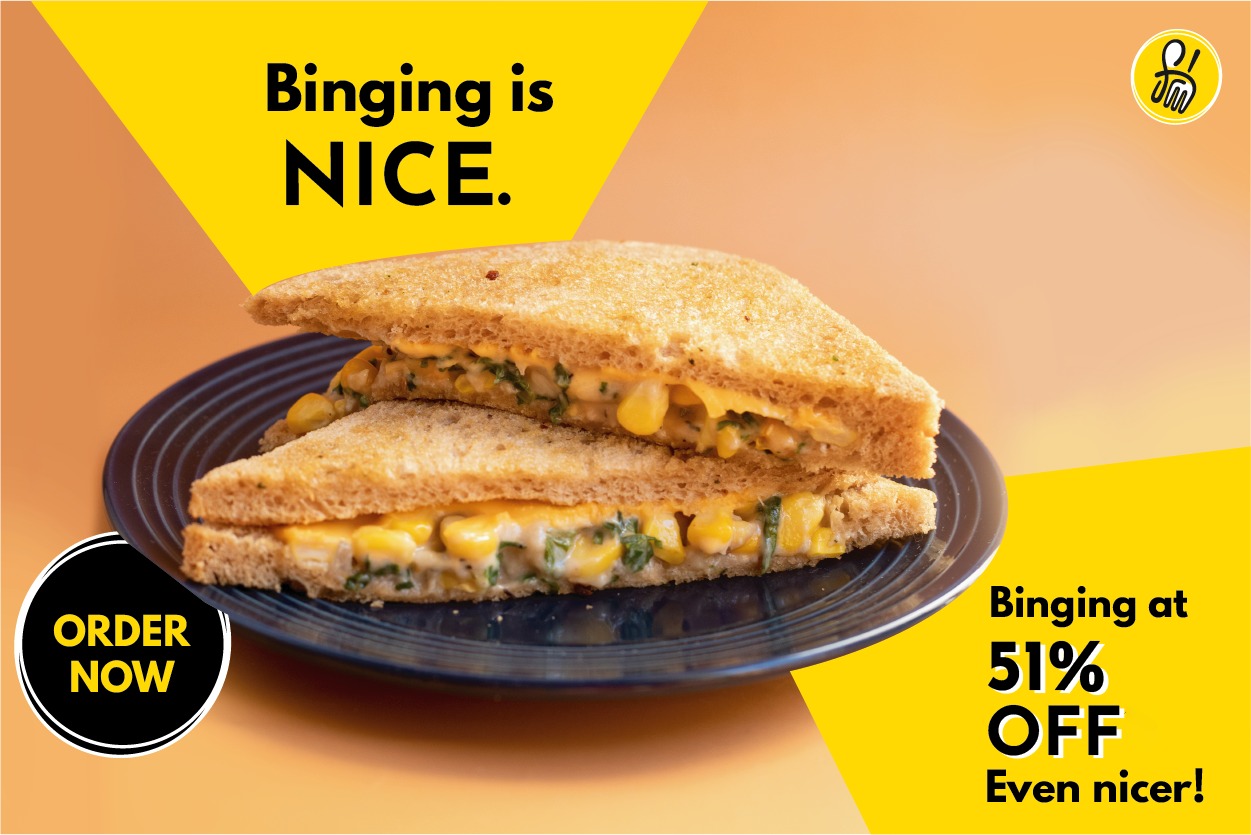 Binging is
NICE.
ORDER
NOW
Binging at
51%
OFF
Even nicer!